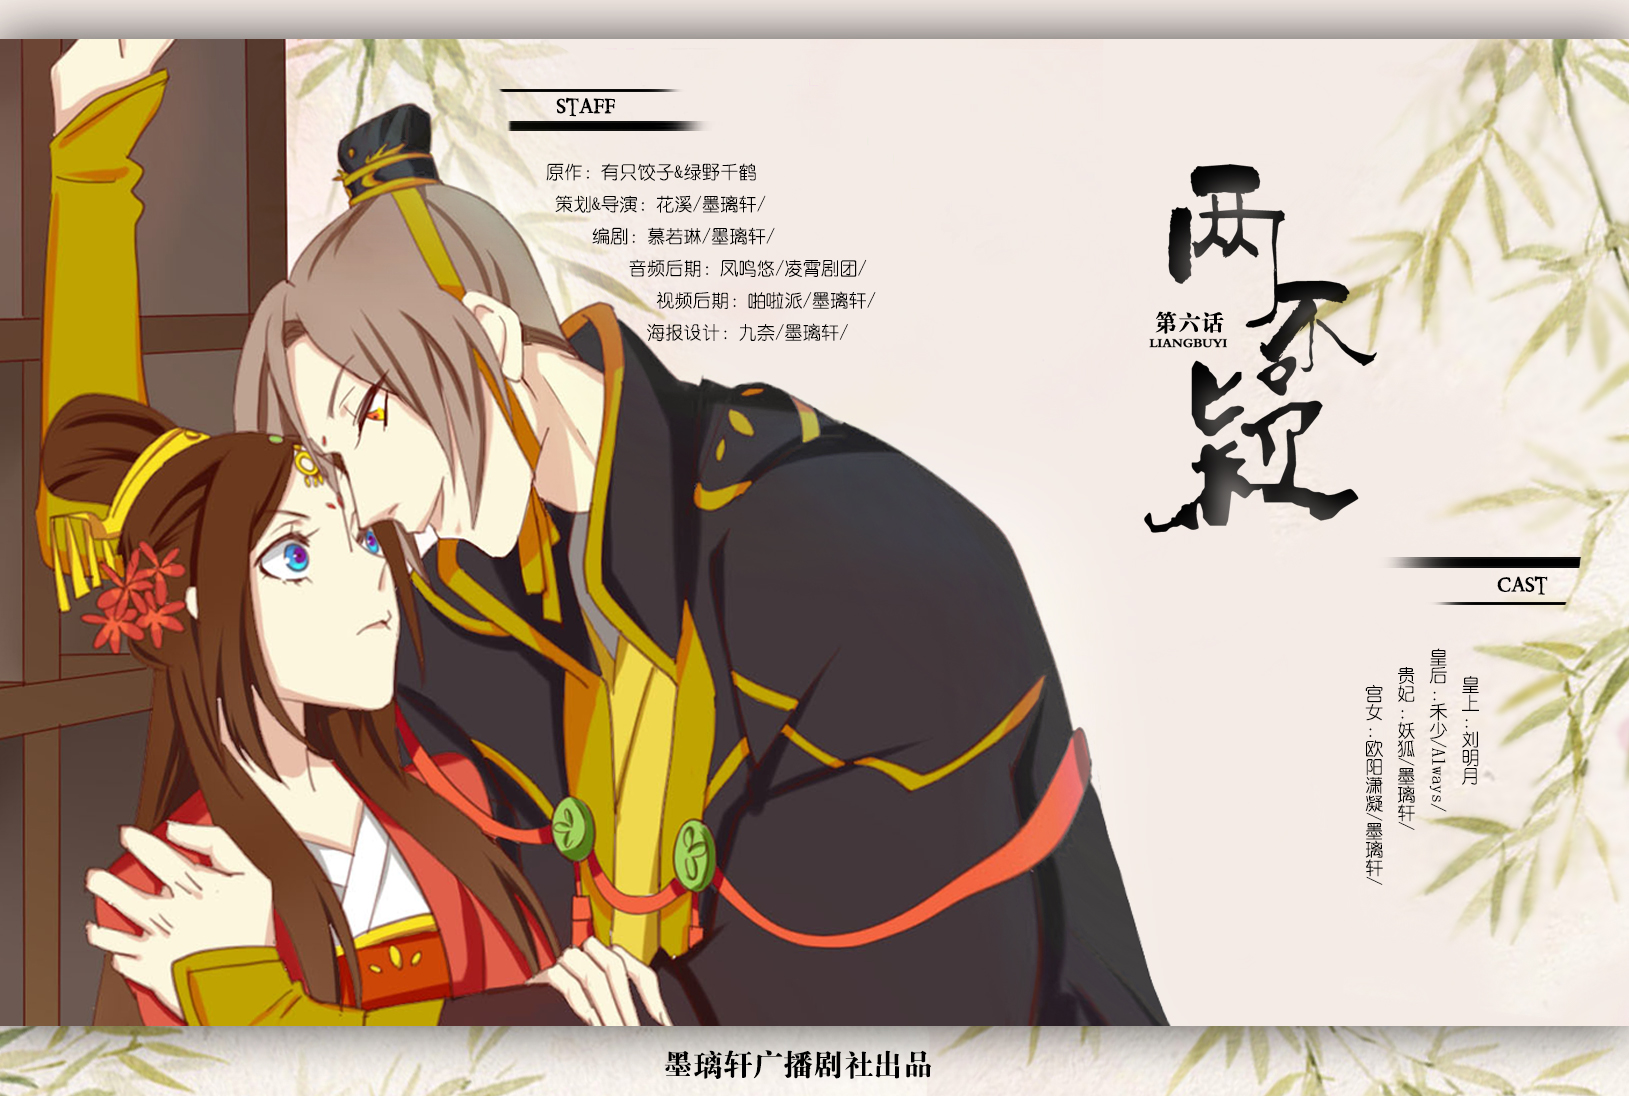 STAFF
原作：有只饺子&绿野千鹤
策划&导演：花溪/墨璃轩/
编剧：慕若琳/墨璃轩/
音频后期：凤鸣悠/凌霄剧团/
视频后期：啪啦派/墨璃轩/
海报设计：九奈/墨璃轩/
两不疑
第六话
LIANGBUYI
CAST
皇上：刘明月
皇后：禾少/Always/
贵妃：妖狐/墨璃轩/
宫女：欧阳潇凝/墨璃轩/
墨璃轩广播剧社出品